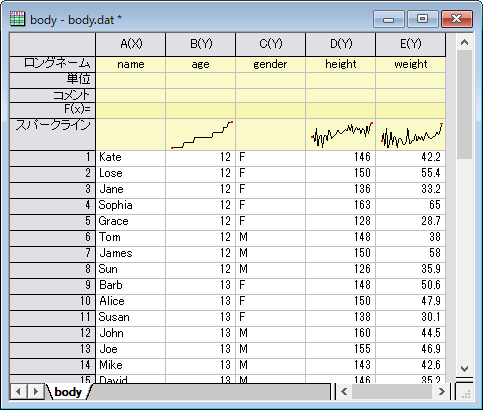 body - body.dat *
A(X) B(Y) C(Y) D(Y) E(Y)
ロングネーム name age gender height weight
単位
コメント
F(x)=
スパークライン
1 Kate 12 F 146 42.2
2 Lose 12 F 150 55.4
3 Jane 12 F 136 33.2
4 Sophia 12 F 163 65
5 Grace 12 F 128 28.7
6 Tom 12 M 148 38
7 James 12 M 150 58
8 Sun 12 M 126 35.9
9 Barb 13 F 148 50.6
10 Alice 13 F 150 47.9
11 Susan 13 F 138 30.1
12 John 13 M 160 44.5
13 Joe 13 M 155 46.9
14 Mike 13 M 143 42.6
15 David 13 M 146 35.2
body